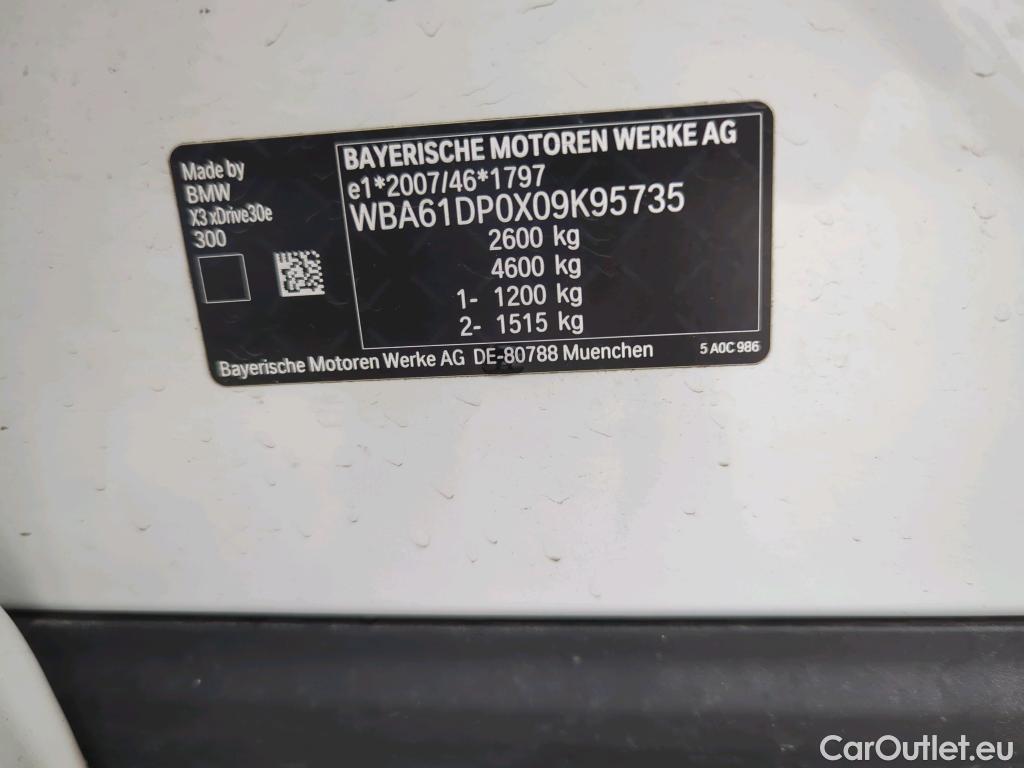 Made by
BMW
X3 xDrive30e
300
BAYERISCHE MOTOREN WERKE AG
e1*2007/46*1797
WBA61DP0X09K95735
2600 kg
4600 kg
1- 1200 kg
2- 1515 kg
Bayerische Motoren Werke AG DE-80788 Muenchen
5 A0C 986
CarOutlet.eu